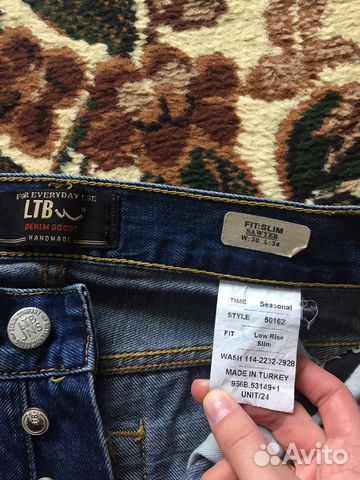 FOR EVERYDAY USE
LTB
DENIM GOODS
HANDMADE
FIT:SLIM
SAWYER
W:30 L:34
TIME Seasonal
STYLE 50162
FIT Low Rise
Slim
WASH 114-2232-2928
MADE IN TURKEY
936B.53149+1
UNIT/24
Avito